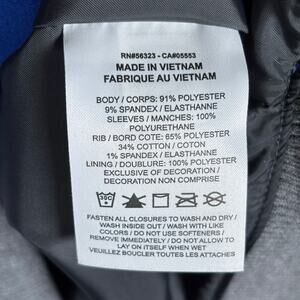 RN#56323 - CA#05553
MADE IN VIETNAM
FABRIQUE AU VIETNAM
BODY / CORPS: 91% POLYESTER
9% SPANDEX / ELASTHANNE
SLEEVES / MANCHES: 100%
POLYURETHANE
RIB / BORD COTE: 65% POLYESTER
34% COTTON / COTON
1% SPANDEX / ELASTHANNE
LINING / DOUBLURE: 100% POLYESTER
EXCLUSIVE OF DECORATION /
DECORATION NON COMPRISE
30C
FASTEN ALL CLOSURES TO WASH AND DRY /
WASH INSIDE OUT / WASH WITH LIKE
COLORS / DO NOT USE SOFTENERS /
REMOVE IMMEDIATELY / DO NOT ALLOW TO
LAY ON ITSELF WHEN WET
VEUILLEZ BOUCLER TOUTES LES